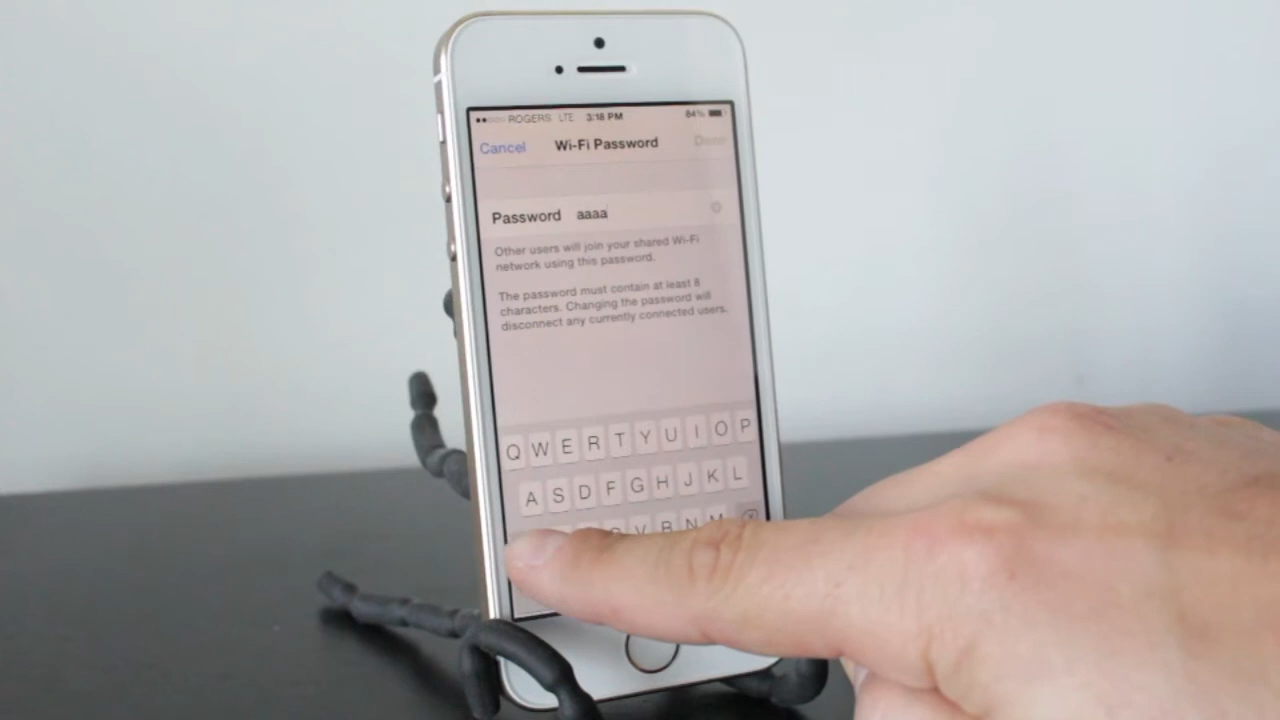 ROGERS LTE 3:18 PM 84%
Cancel Wi-Fi Password Done
Password aaaa
Other users will join your shared Wi-Fi
network using this password.
The password must contain at least 8
characters. Changing the password will
disconnect any currently connected users.
Q W E R T Y U I O P
A S D F G H J K L
V B N M